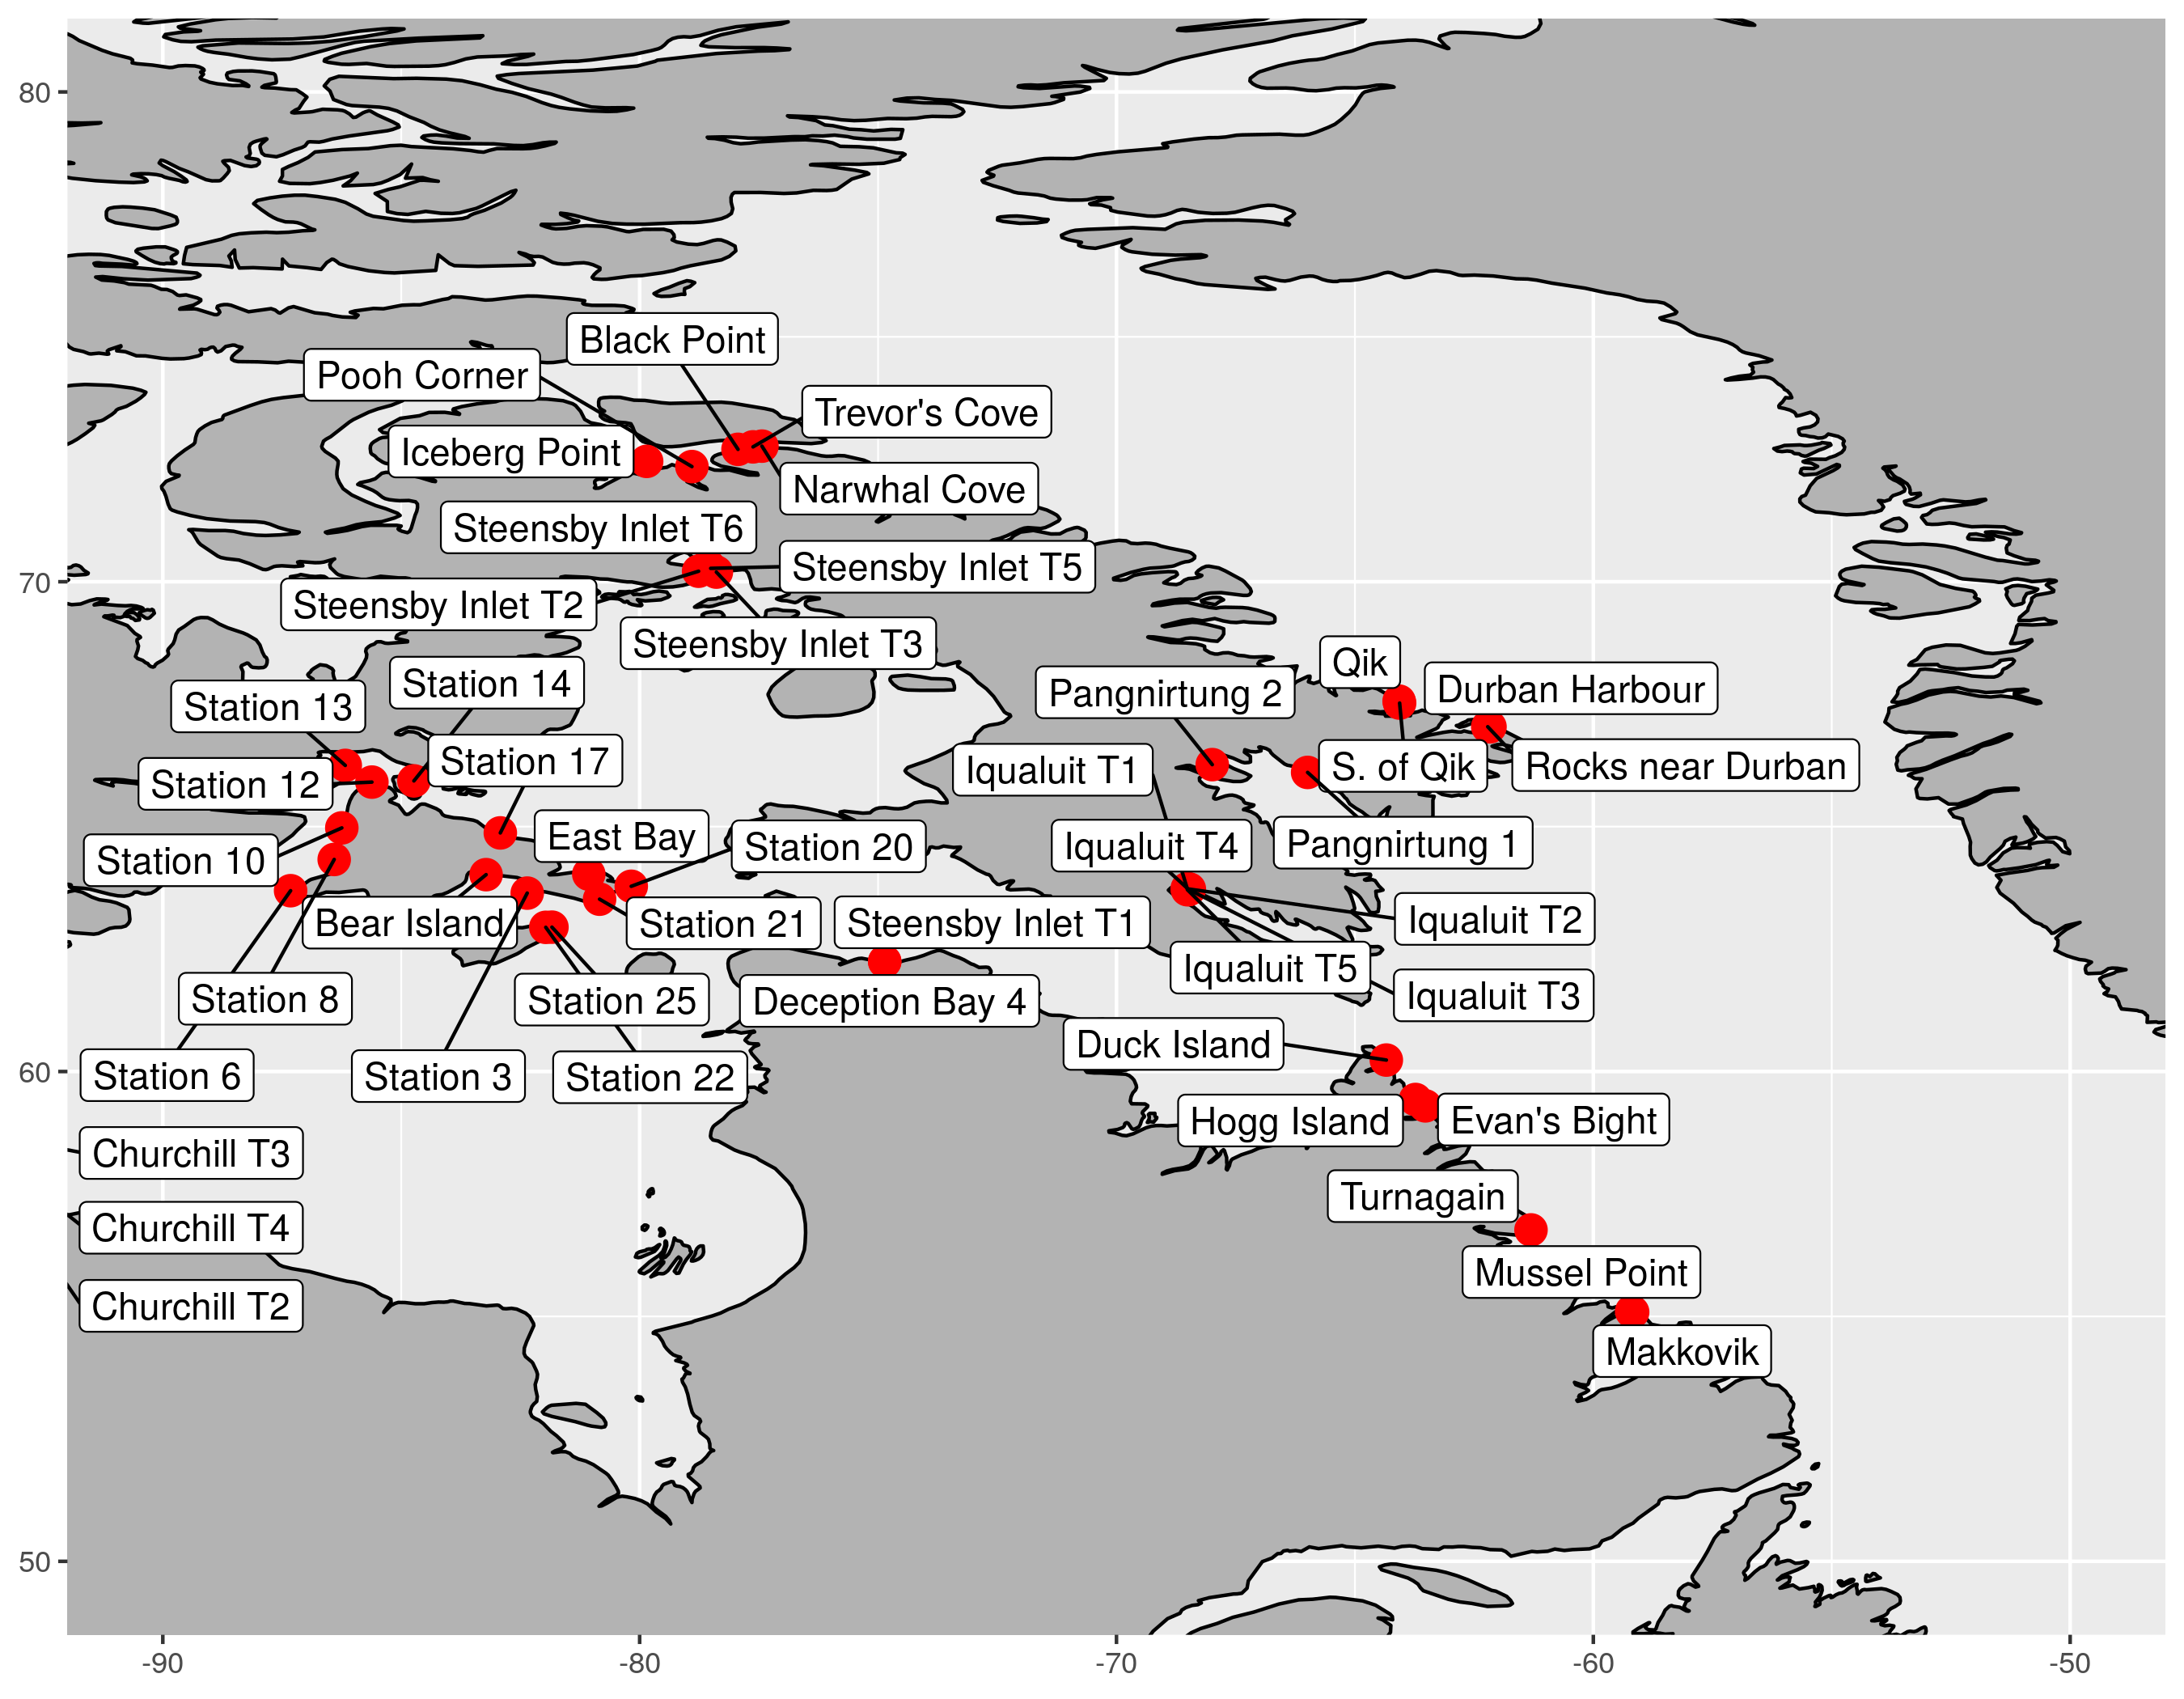 80
70
60
50
-90
-80
-70
-60
-50
Black Point
Pooh Corner
Trevor's Cove
Iceberg Point
Narwhal Cove
Steensby Inlet T6
Steensby Inlet T5
Steensby Inlet T2
Steensby Inlet T3
Station 14
Station 13
Station 17
Station 12
East Bay
Station 20
Station 10
Bear Island
Station 21
Steensby Inlet T1
Station 8
Station 25
Deception Bay 4
Station 6
Station 3
Station 22
Qik
Durban Harbour
Pangnirtung 2
Iqualuit T1
S. of Qik
Rocks near Durban
Iqualuit T4
Pangnirtung 1
Iqualuit T2
Iqualuit T5
Iqualuit T3
Duck Island
Hogg Island
Evan's Bight
Turnagain
Mussel Point
Makkovik
Churchill T3
Churchill T4
Churchill T2